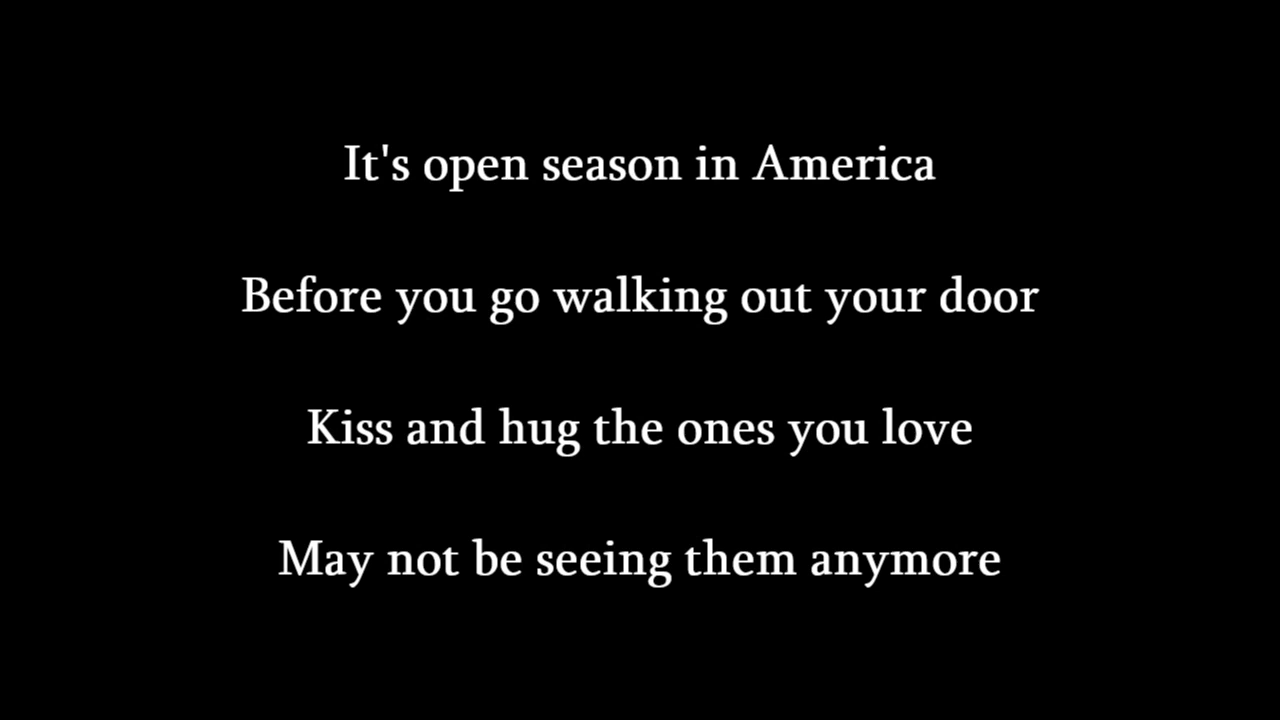 It's open season in America
Before you go walking out your door
Kiss and hug the ones you love
May not be seeing them anymore